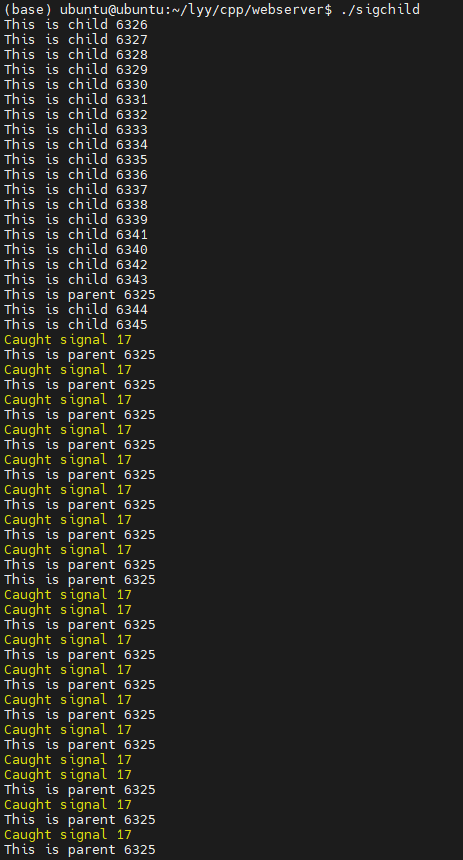 (base) ubuntu@ubuntu:~/lyy/cpp/webserver$ ./sigchild
This is child 6326
This is child 6327
This is child 6328
This is child 6329
This is child 6330
This is child 6331
This is child 6332
This is child 6333
This is child 6334
This is child 6335
This is child 6336
This is child 6337
This is child 6338
This is child 6339
This is child 6341
This is child 6340
This is child 6342
This is child 6343
This is parent 6325
This is child 6344
This is child 6345
Caught signal 17
This is parent 6325
Caught signal 17
This is parent 6325
Caught signal 17
This is parent 6325
Caught signal 17
This is parent 6325
Caught signal 17
This is parent 6325
Caught signal 17
This is parent 6325
Caught signal 17
This is parent 6325
Caught signal 17
This is parent 6325
This is parent 6325
Caught signal 17
Caught signal 17
This is parent 6325
Caught signal 17
This is parent 6325
Caught signal 17
This is parent 6325
Caught signal 17
This is parent 6325
Caught signal 17
This is parent 6325
Caught signal 17
Caught signal 17
This is parent 6325
Caught signal 17
This is parent 6325
Caught signal 17
This is parent 6325